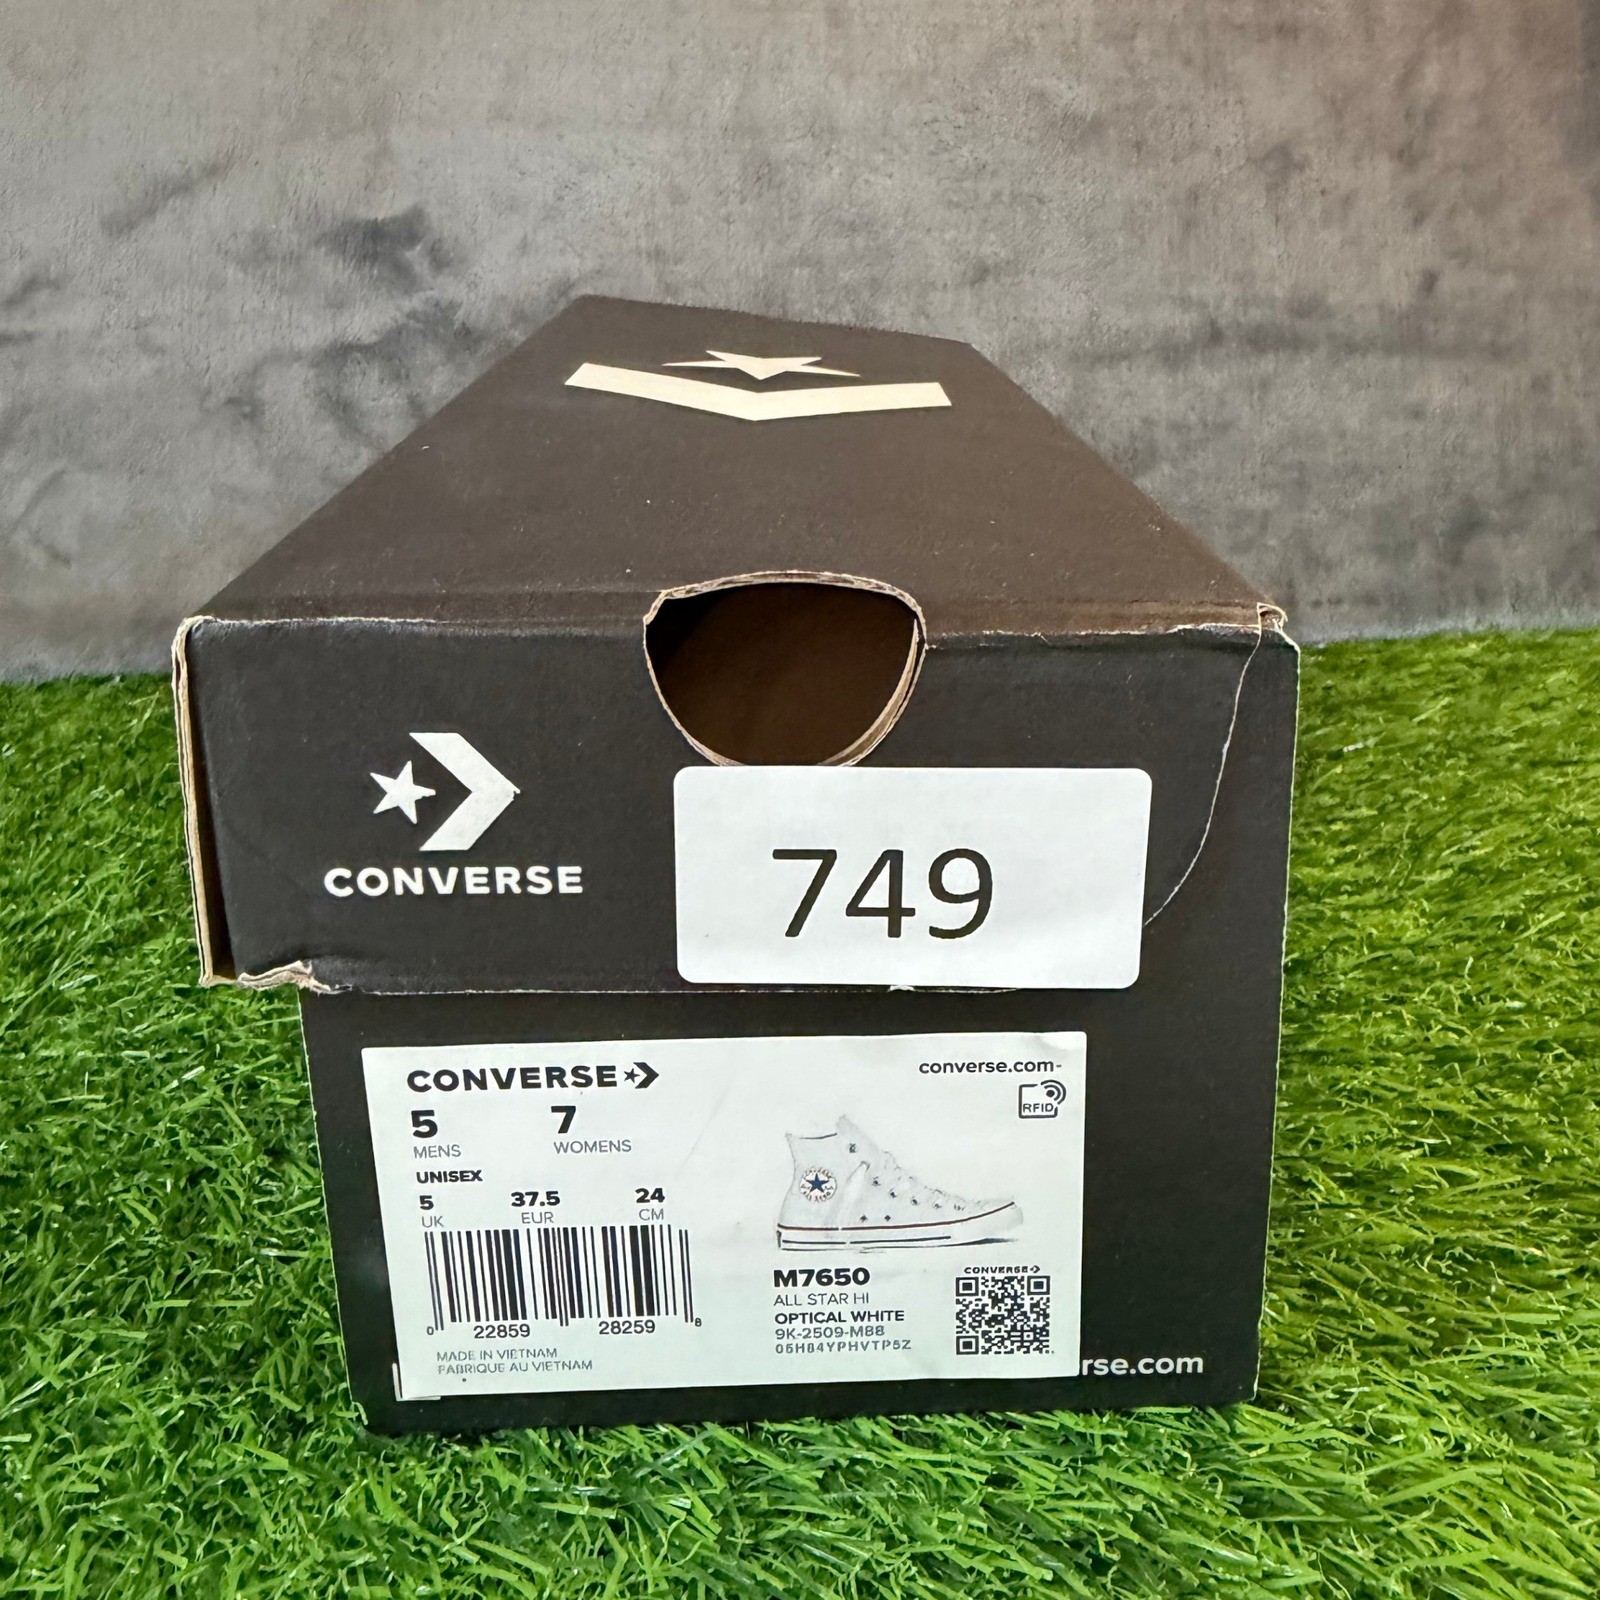 CONVERSE
749
CONVERSE
converse.com
RFID
5 7
MENS WOMENS
UNISEX
5 37.5 24
UK EUR CM
0 22859 28259 8
MADE IN VIETNAM
FABRIQUE AU VIETNAM
M7650
ALL STAR HI
OPTICAL WHITE
9K-2509-M88
CONVERSE
rse.com